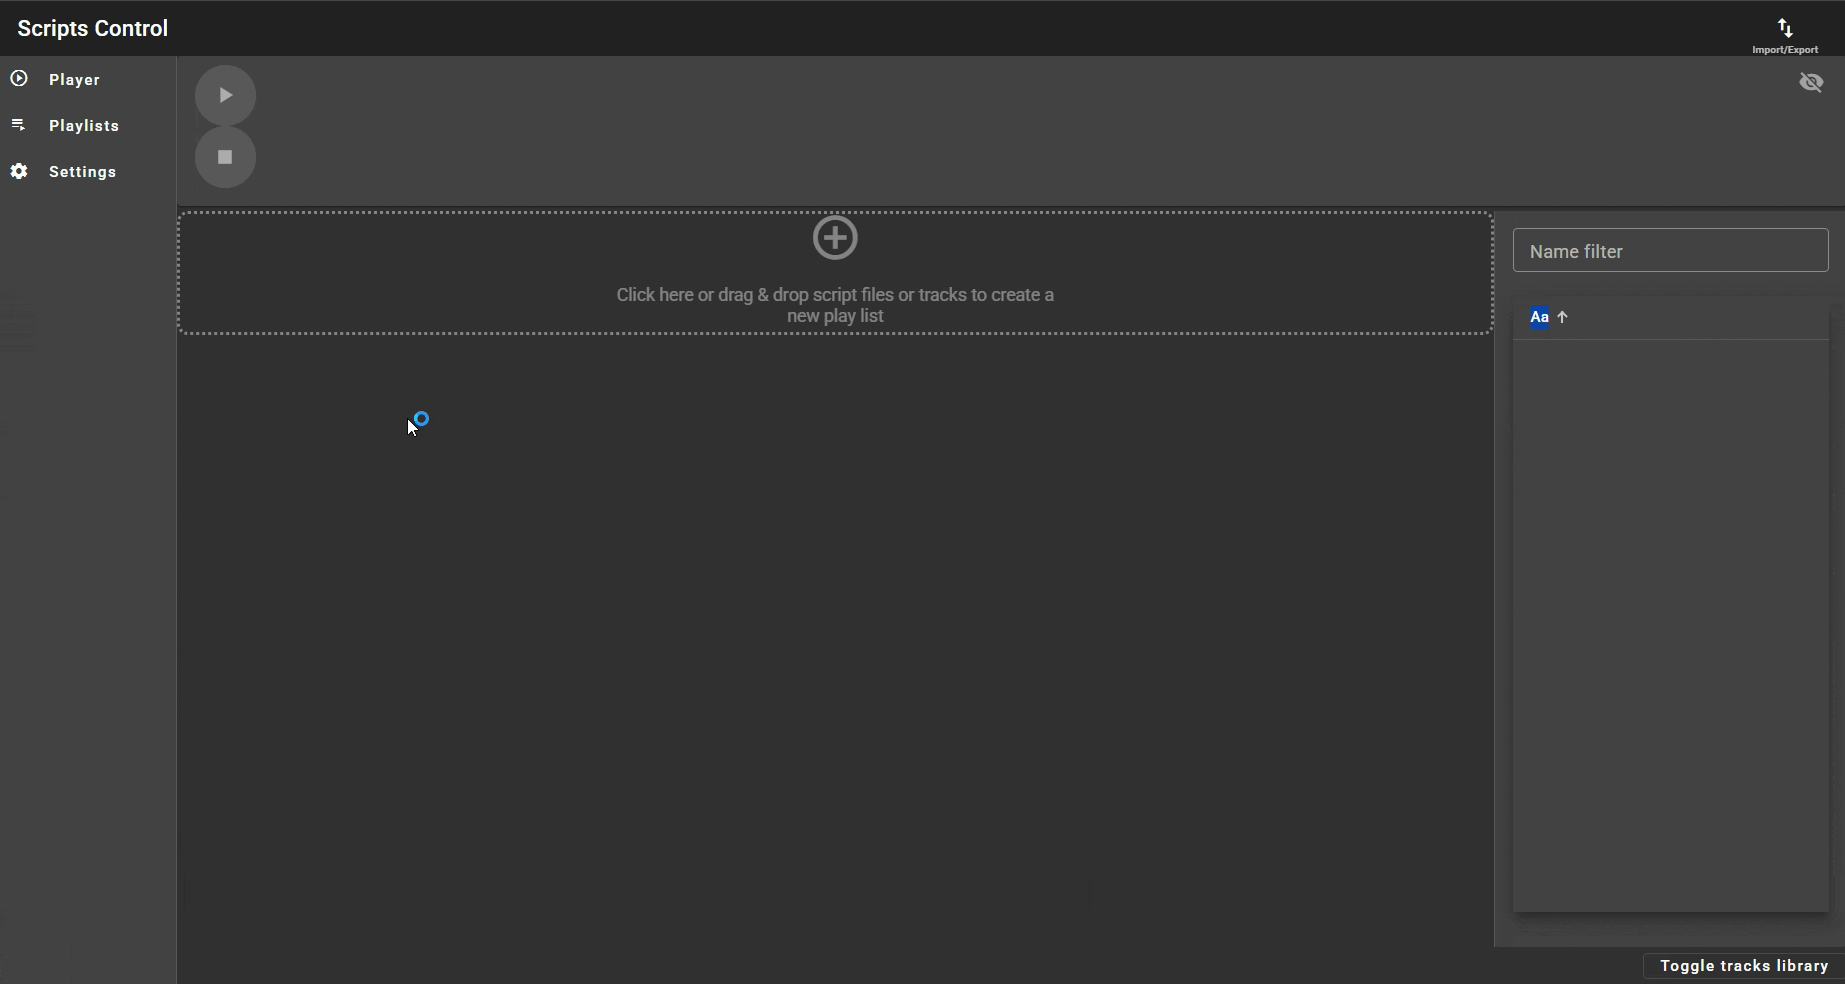 Scripts Control
Import/Export
Player
Playlists
Settings
Click here or drag & drop script files or tracks to create a
new play list
Name filter
Aa
Toggle tracks library